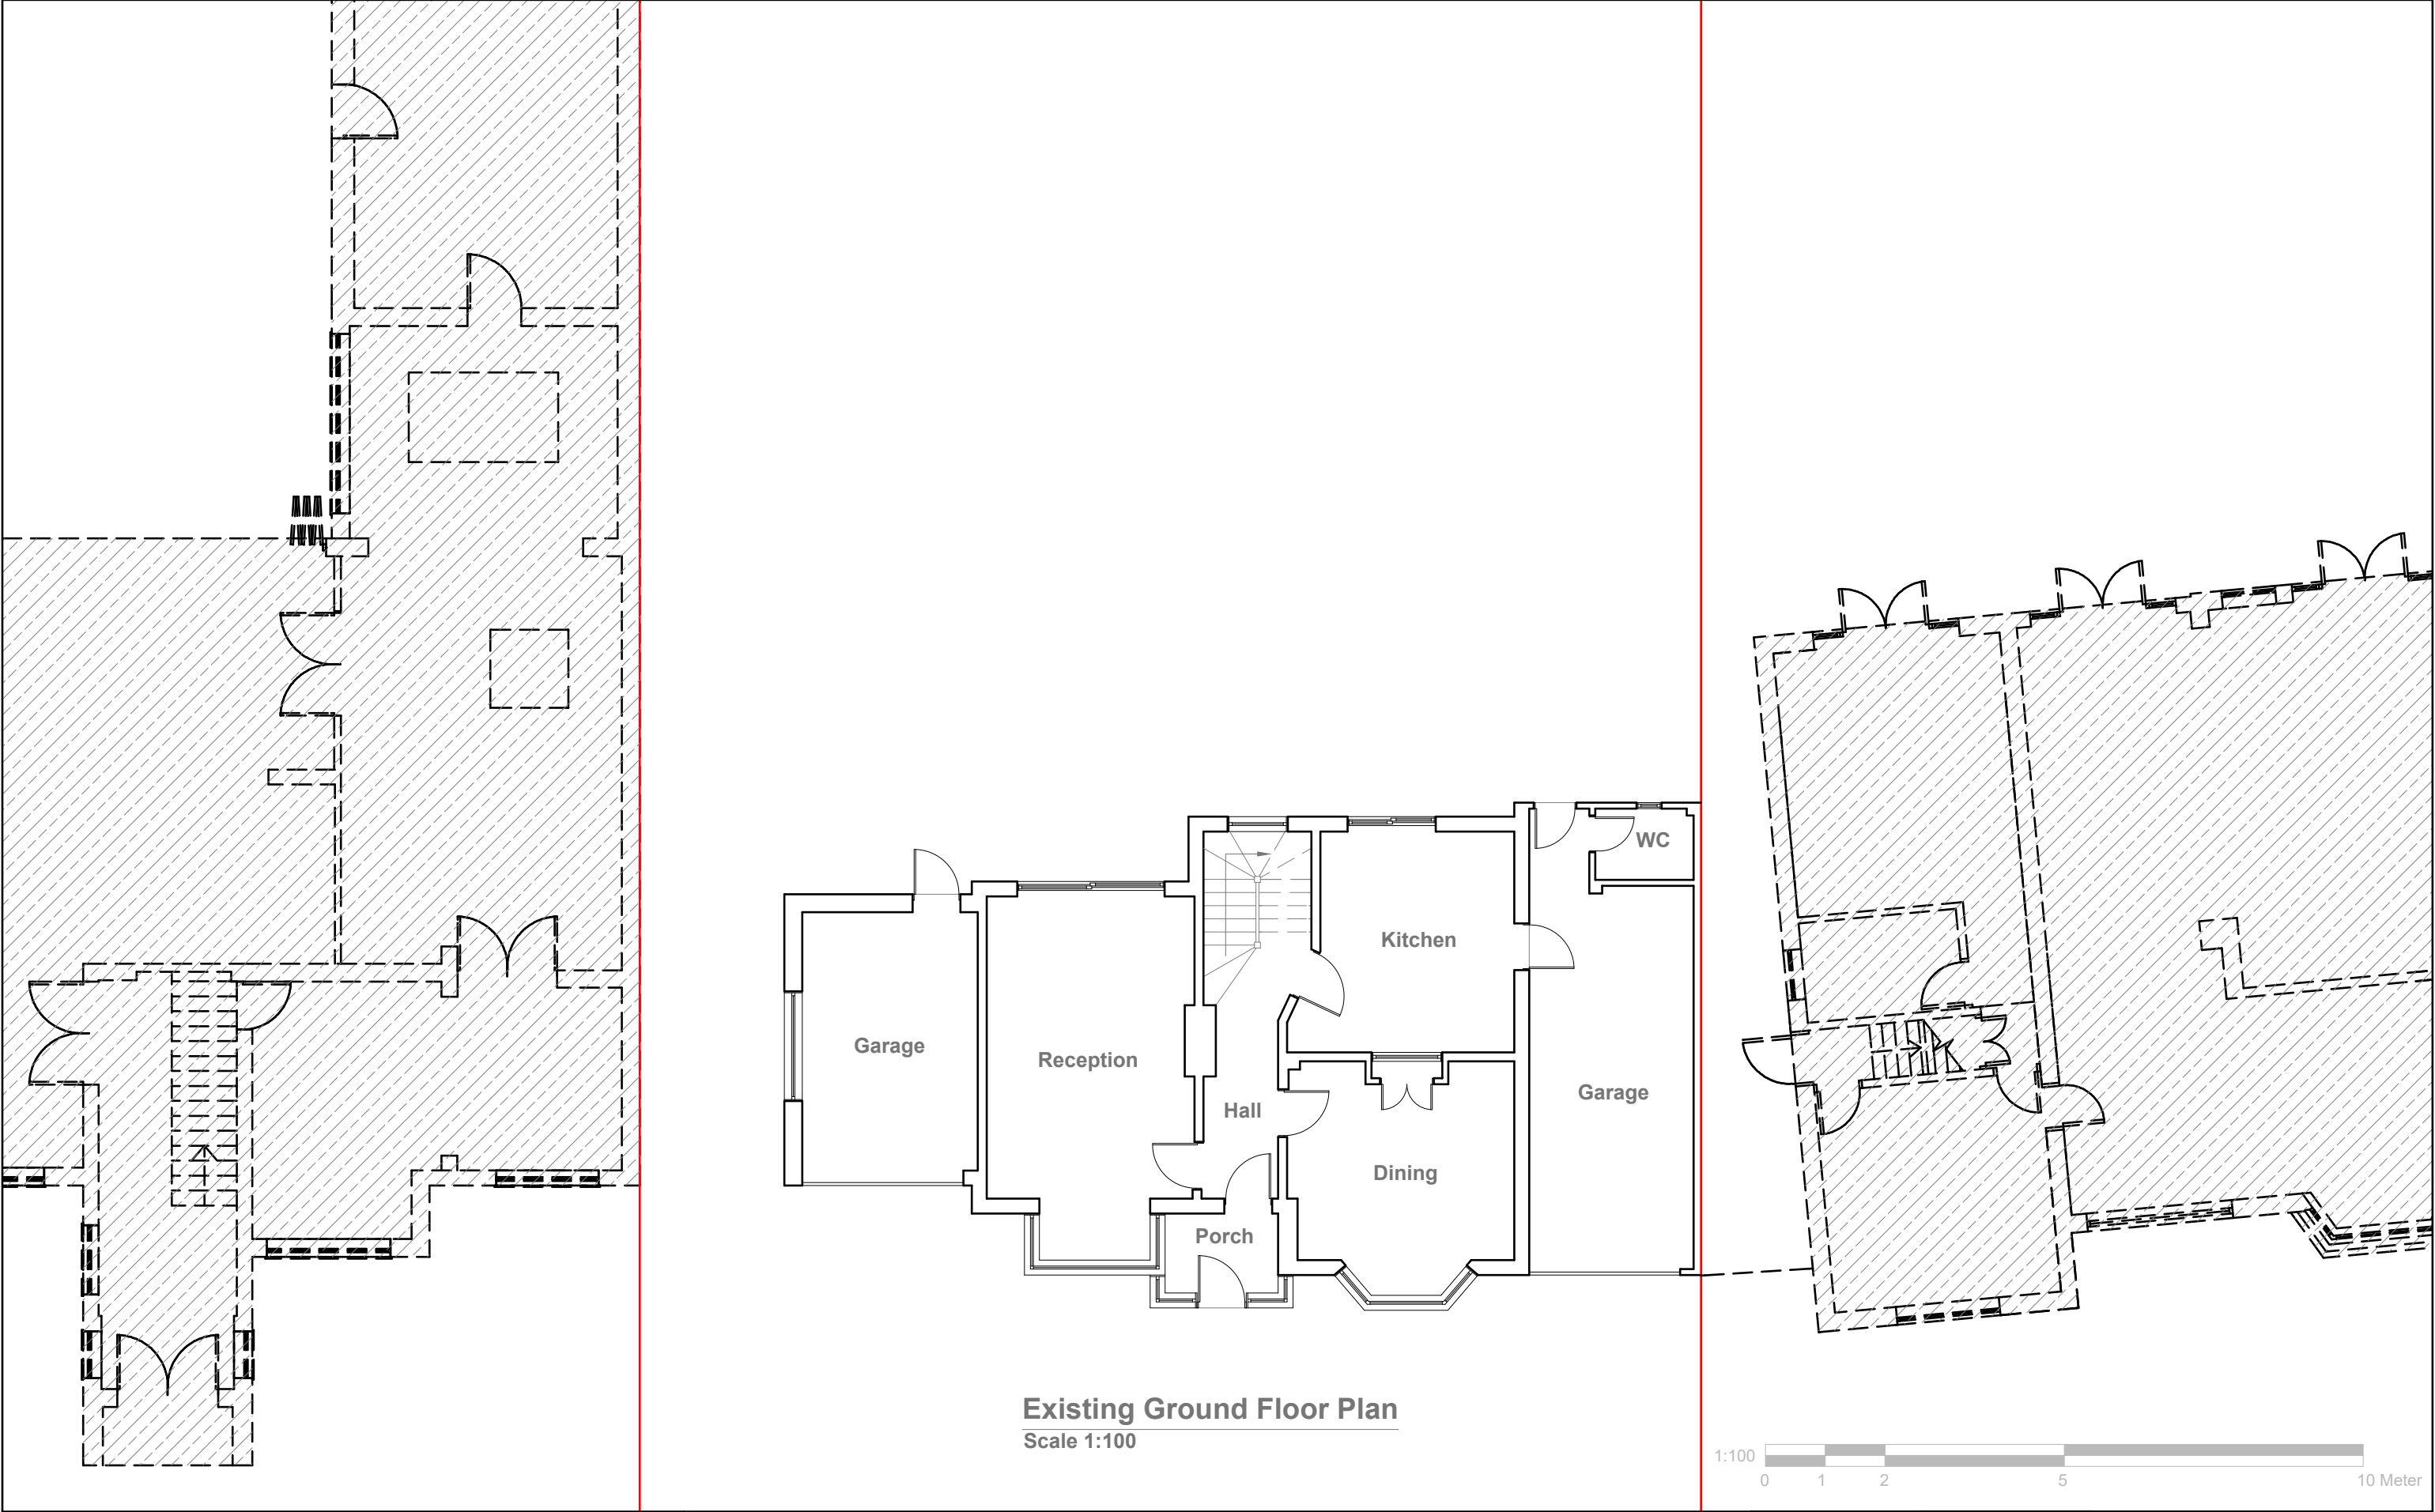 WC
Kitchen
Garage
Reception
Garage
Hall
Dining
Porch
Existing Ground Floor Plan
Scale 1:100
1:100
0 1 2 5 10 Meter